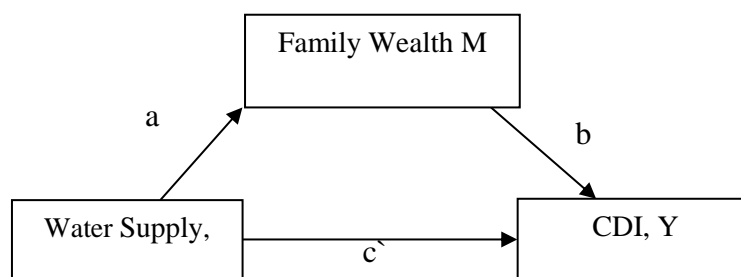 Family Wealth M
a
b
Water Supply,
CDI, Y
c`